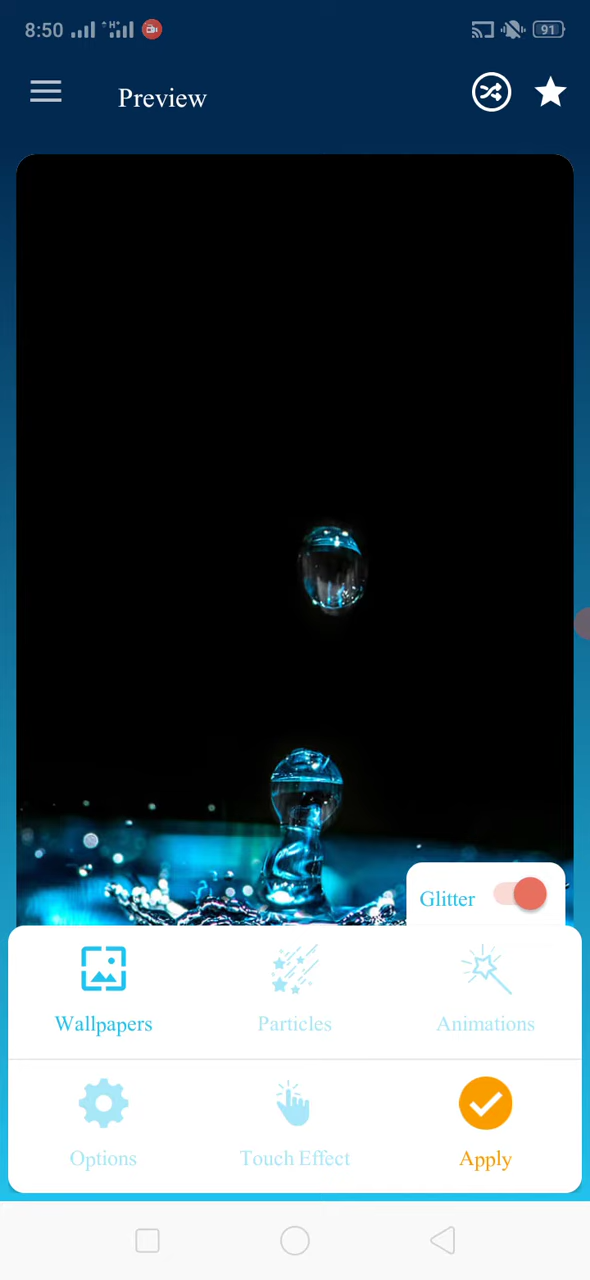 8:50 H+ 91
Preview
Glitter
Wallpapers Particles Animations
Options Touch Effect Apply